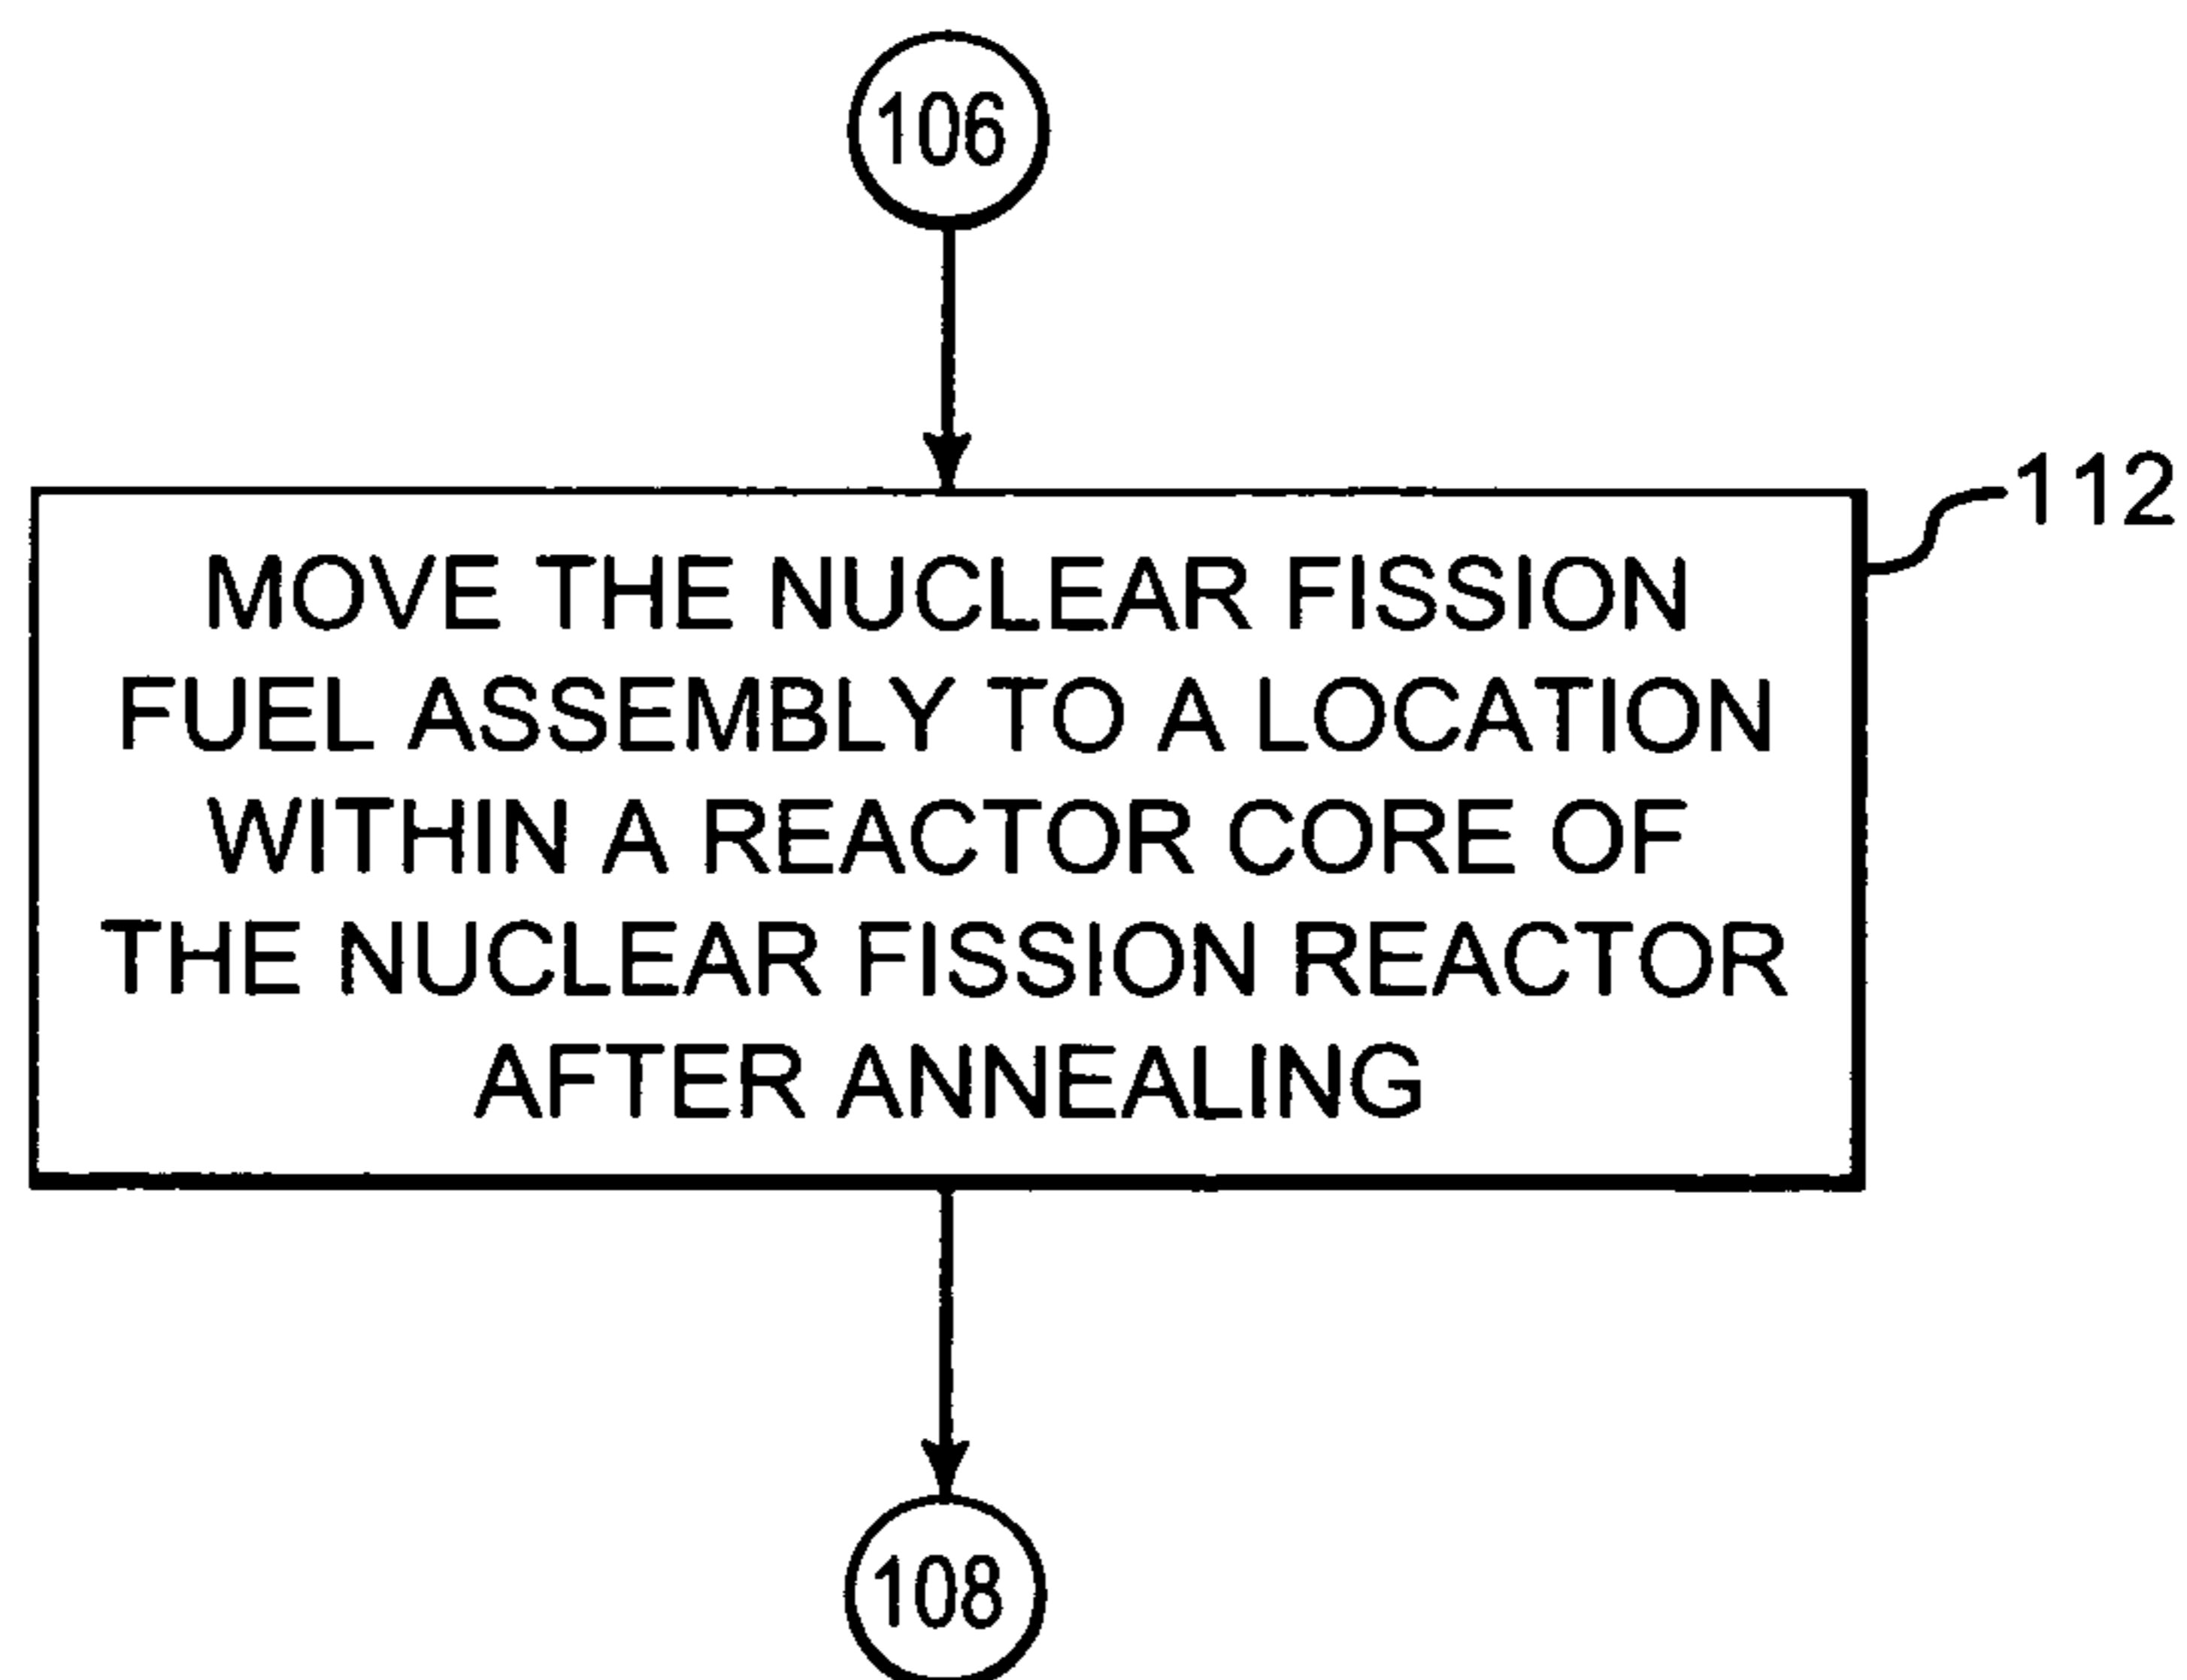 106
112
MOVE THE NUCLEAR FISSION
FUEL ASSEMBLY TO A LOCATION
WITHIN A REACTOR CORE OF
THE NUCLEAR FISSION REACTOR
AFTER ANNEALING
108